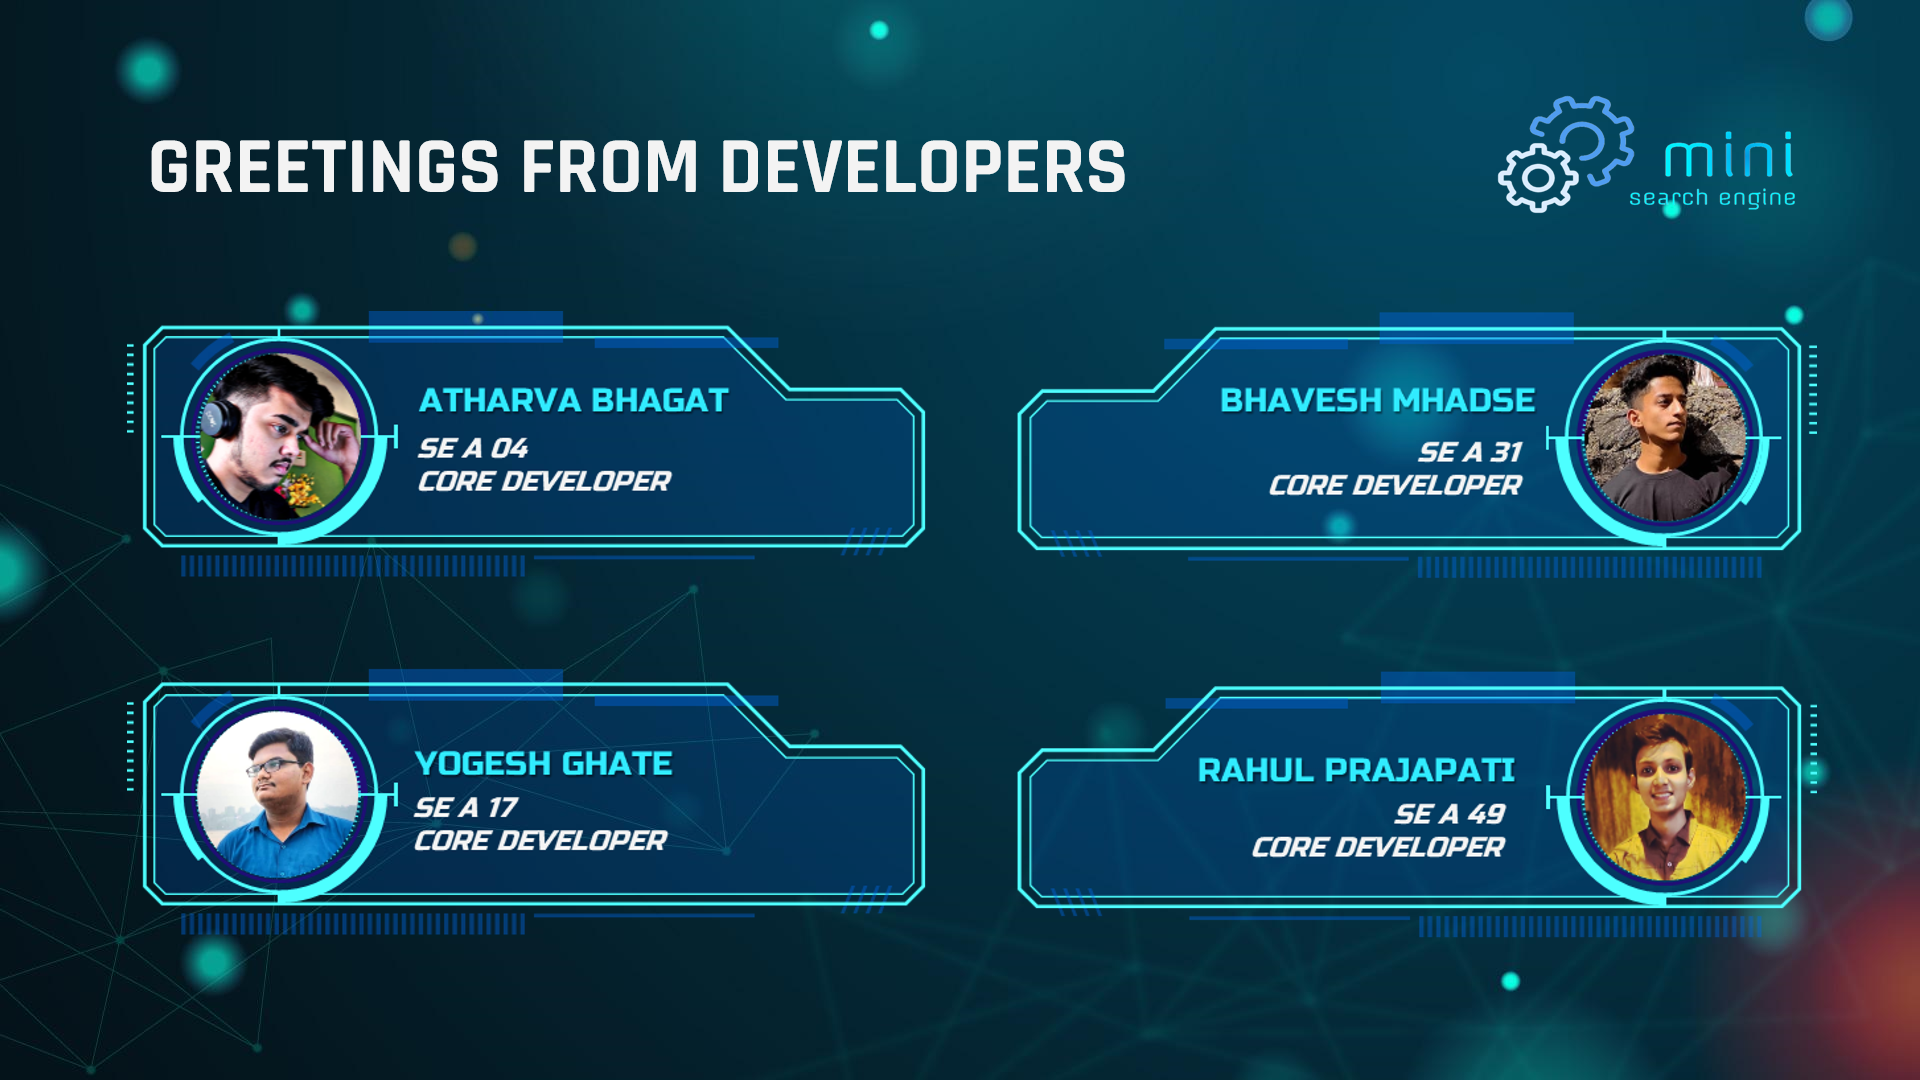 GREETINGS FROM DEVELOPERS
mini
search engine
ATHARVA BHAGAT
SE A 04
CORE DEVELOPER
BHAVESH MHADSE
SE A 31
CORE DEVELOPER
YOGESH GHATE
SE A 17
CORE DEVELOPER
RAHUL PRAJAPATI
SE A 49
CORE DEVELOPER